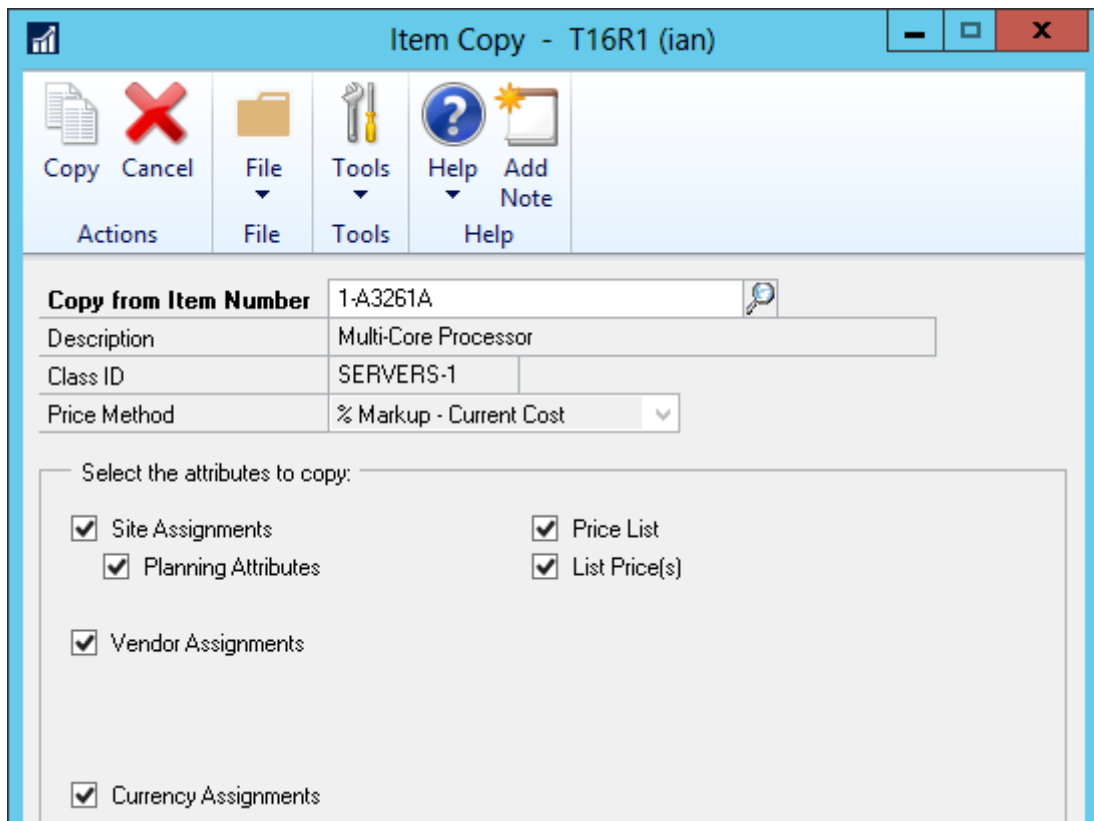 Item Copy - T16R1 (ian)
Copy Cancel File Tools Help Add Note
Actions File Tools Help
Copy from Item Number 1-A3261A
Description Multi-Core Processor
Class ID SERVERS-1
Price Method % Markup - Current Cost
Select the attributes to copy:
Site Assignments Price List
Planning Attributes List Price(s)
Vendor Assignments
Currency Assignments